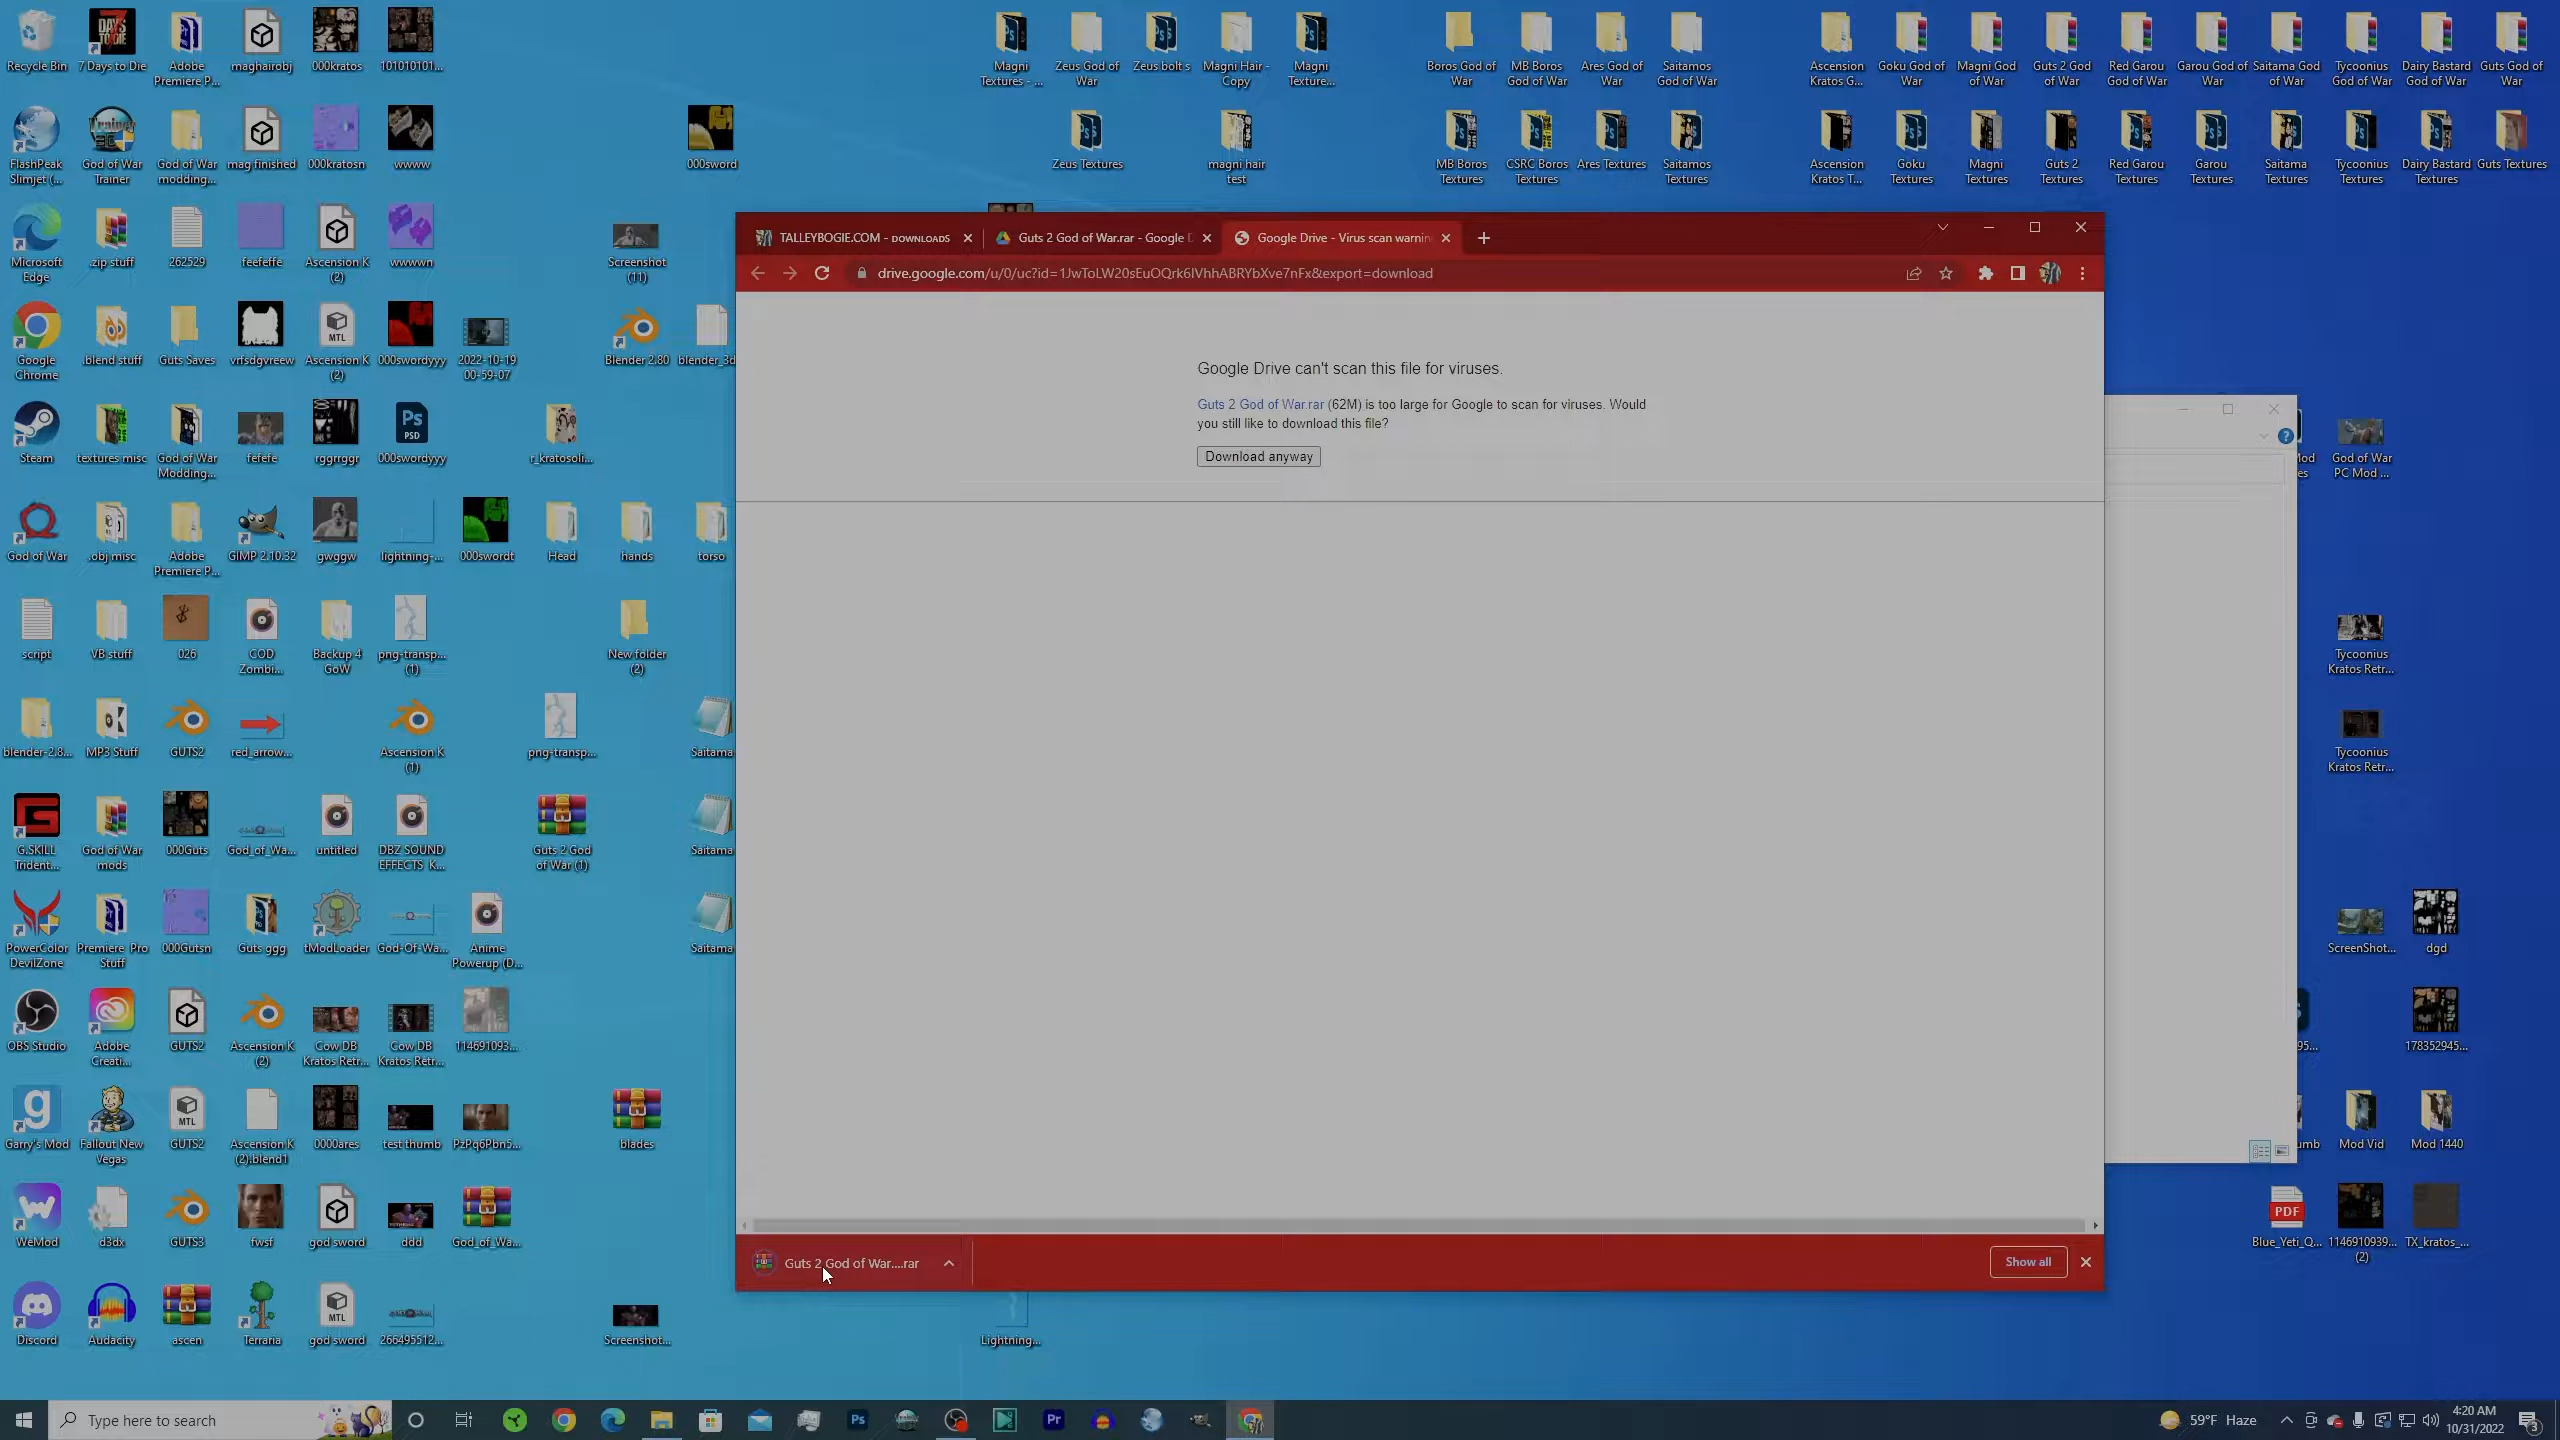 Recycle Bin
7 Days to Die
Adobe
Premiere P...
maghairobj
000kratos
101010101...
Magni
Textures - ...
Zeus God of
War
Zeus bolt s
Magni Hair -
Copy
Magni
Texture...
Boros God of
War
MB Boros
God of War
Ares God of
War
Saitamos
God of War
Ascension
Kratos G...
Goku God of
War
Magni God
of War
Guts 2 God
of War
Red Garou
God of War
Garou God of
War
Saitama God
of War
Tycoonius
God of War
Dairy Bastard
God of War
Guts God of
War
FlashPeak
Slimjet (...
God of War
Trainer
God of War
modding...
mag finished
000kratosn
wwww
000sword
Zeus Textures
magni hair
test
MB Boros
Textures
CSRC Boros
Textures
Ares Textures
Saitamos
Textures
Ascension
Kratos T...
Goku
Textures
Magni
Textures
Guts 2
Textures
Red Garou
Textures
Garou
Textures
Saitama
Textures
Tycoonius
Textures
Dairy Bastard
Textures
Guts Textures
Microsoft
Edge
.zip stuff
262529
feefeffe
Ascension K
(2)
wwwwn
Screenshot
(11)
TALLEYBOGIE.COM - DOWNLOADS
Guts 2 God of War.rar - Google D
Google Drive - Virus scan warnin
drive.google.com/u/0/uc?id=1JwToLW20sEuOQrk6IVhhABRYbXve7nFx&export=download
Google Drive can't scan this file for viruses.
Guts 2 God of War.rar (62M) is too large for Google to scan for viruses. Would
you still like to download this file?
Download anyway
Google
Chrome
.blend stuff
Guts Saves
vrfsdgvreew
Ascension K
(2)
000swordyyy
2022-10-19
00-59-07
Blender 2.80
blender_3d
Steam
textures misc
God of War
Modding...
fefefe
rggrrggr
000swordyyy
r_kratosoli...
God of War
PC Mod ...
God of War
.obj misc
Adobe
Premiere P...
GIMP 2.10.32
gwggw
lightning-...
000swordt
Head
hands
torso
script
VB stuff
026
COD
Zombi...
Backup 4
GoW
png-transp...
(1)
New folder
(2)
Tycoonius
Kratos Retr...
blender-2.8...
MP3 Stuff
GUTS2
red_arrow...
Ascension K
(1)
png-transp...
Saitama
Tycoonius
Kratos Retr...
G.SKILL
Trident...
God of War
mods
000Guts
God_of_Wa...
untitled
DBZ SOUND
EFFECTS K...
Guts 2 God
of War (1)
Saitama
PowerColor
DevilZone
Premiere Pro
Stuff
000Gutsn
Guts ggg
tModLoader
God-Of-Wa...
Anime
Powerup (D...
Saitama
ScreenShot...
dgd
OBS Studio
Adobe
Creati...
GUTS2
Ascension K
(2)
Cow DB
Kratos Retr...
Cow DB
Kratos Retr...
114691093...
95...
178352945...
Garry's Mod
Fallout New
Vegas
GUTS2
Ascension K
(2).blend1
0000ares
test thumb
PzPq6Pbn5...
blades
umb
Mod Vid
Mod 1440
WeMod
d3dx
GUTS3
fwsf
god sword
ddd
God_of_Wa...
Blue_Yeti_Q...
1146910939...
(2)
TX_kratos_...
Guts 2 God of War....rar
Show all
Discord
Audacity
ascen
Terraria
god sword
266495512...
Screenshot...
Lightning...
Type here to search
59°F Haze
4:20 AM
10/31/2022